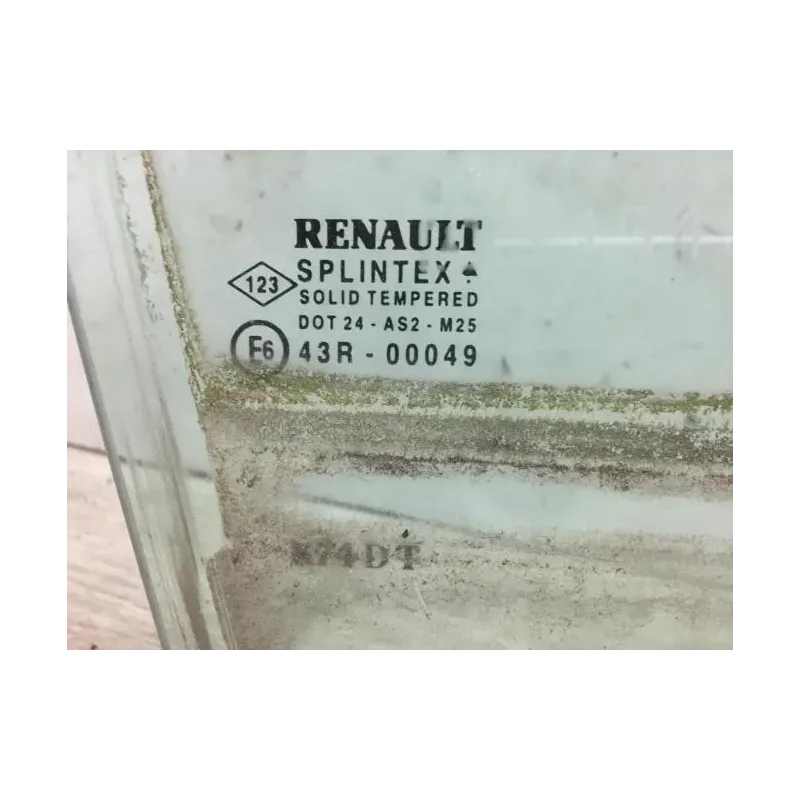 RENAULT
123 SPLINTEX
SOLID TEMPERED
DOT 24 - AS2 - M25
E6 43R - 00049